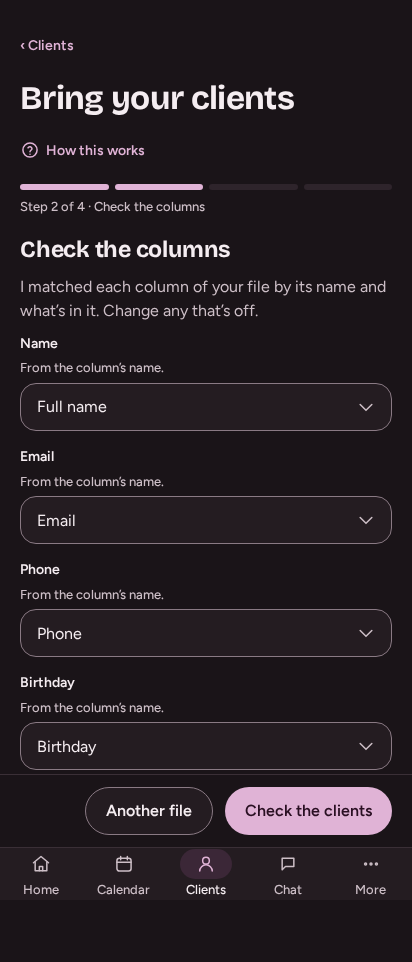 ‹ Clients
Bring your clients
How this works
Step 2 of 4 · Check the columns
Check the columns
I matched each column of your file by its name and
what’s in it. Change any that’s off.
Name
From the column’s name.
Full name
Email
From the column’s name.
Email
Phone
From the column’s name.
Phone
Birthday
From the column’s name.
Birthday
Another file
Check the clients
Home
Calendar
Clients
Chat
More